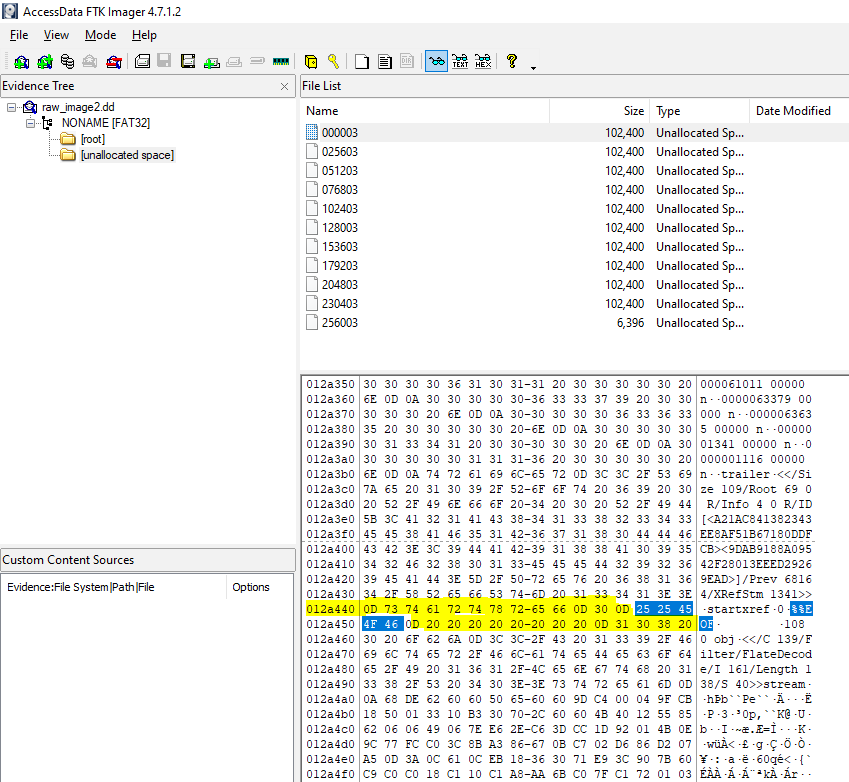 AccessData FTK Imager 4.7.1.2
File View Mode Help
Evidence Tree
raw_image2.dd
NONAME [FAT32]
[root]
[unallocated space]
Custom Content Sources
Evidence:File System|Path|File Options
File List
Name Size Type Date Modified
000003 102,400 Unallocated Sp...
025603 102,400 Unallocated Sp...
051203 102,400 Unallocated Sp...
076803 102,400 Unallocated Sp...
102403 102,400 Unallocated Sp...
128003 102,400 Unallocated Sp...
153603 102,400 Unallocated Sp...
179203 102,400 Unallocated Sp...
204803 102,400 Unallocated Sp...
230403 102,400 Unallocated Sp...
256003 6,396 Unallocated Sp...
012a350 30 30 30 30 36 31 30 31-31 20 30 30 30 30 30 20 000061011 00000
012a360 6E 0D 0A 30 30 30 30 30-36 33 33 37 39 20 30 30 n··0000063379 00
012a370 30 30 30 20 6E 0D 0A 30-30 30 30 30 36 33 36 33 000 n··000006363
012a380 35 20 30 30 30 30 30 20-6E 0D 0A 30 30 30 30 30 5 00000 n··00000
012a390 30 31 33 34 31 20 30 30-30 30 30 20 6E 0D 0A 30 01341 00000 n··0
012a3a0 30 30 30 30 30 31 31 31-36 20 30 30 30 30 30 20 000001116 00000
012a3b0 6E 0D 0A 74 72 61 69 6C-65 72 0D 3C 3C 2F 53 69 n··trailer·<</Si
012a3c0 7A 65 20 31 30 39 2F 52-6F 6F 74 20 36 39 20 30 ze 109/Root 69 0
012a3d0 20 52 2F 49 6E 66 6F 20-34 20 30 20 52 2F 49 44 R/Info 4 0 R/ID
012a3e0 5B 3C 41 32 31 41 43 38-34 31 33 38 32 33 34 33 [<A21AC841382343
012a3f0 45 45 38 41 46 35 31 42-36 37 31 38 30 44 44 46 EE8AF51B67180DDF
012a400 43 42 3E 3C 39 44 41 42-39 31 38 38 41 30 39 35 CB><9DAB9188A095
012a410 34 32 46 32 38 30 31 33-45 45 45 44 32 39 32 36 42F28013EEED2926
012a420 39 45 41 44 3E 5D 2F 50-72 65 76 20 36 38 31 36 9EAD>]/Prev 6816
012a430 34 2F 58 52 65 66 53 74-6D 20 31 33 34 31 3E 3E 4/XRefStm 1341>>
012a440 0D 73 74 61 72 74 78 72-65 66 0D 30 0D 25 25 45 ·startxref·0·%%E
012a450 4F 46 0D 20 20 20 20 20-20 20 20 0D 31 30 38 20 OF· ·108
012a460 30 20 6F 62 6A 0D 3C 3C-2F 43 20 31 33 39 2F 46 0 obj·<</C 139/F
012a470 69 6C 74 65 72 2F 46 6C-61 74 65 44 65 63 6F 64 ilter/FlateDecod
012a480 65 2F 49 20 31 36 31 2F-4C 65 6E 67 74 68 20 31 e/I 161/Length 1
012a490 33 38 2F 53 20 34 30 3E-3E 73 74 72 65 61 6D 0D 38/S 40>>stream·
012a4a0 0A 68 DE 62 60 60 50 65-60 60 9D C4 00 04 9F CB ·hÞb``Pe``·Ä···Ë
012a4b0 18 50 01 33 10 B3 30 70-2C 60 60 4B 40 12 55 85 ·P·3·³0p,``K@·U·
012a4c0 62 06 06 49 06 7E E6 2E-C6 3D CC 1D 92 01 4B 0E b··I·~æ.Æ=Ì···K·
012a4d0 9C 77 FC C0 3C 8B A3 86-67 0B C7 02 D6 86 D2 07 ·wüÀ<·£·g·Ç·Ö·Ò·
012a4e0 A5 0D 3A 0C 61 0C EB 18-36 30 71 E9 3C 90 7B 60 ¥·:·a·ë·60qé<·{`
012a4f0 C9 C0 C0 18 C1 10 C1 A8-AA 6B C0 7F C1 72 01 03 ÉÀÀ·Á·Á¨ªkÀ·Ár··